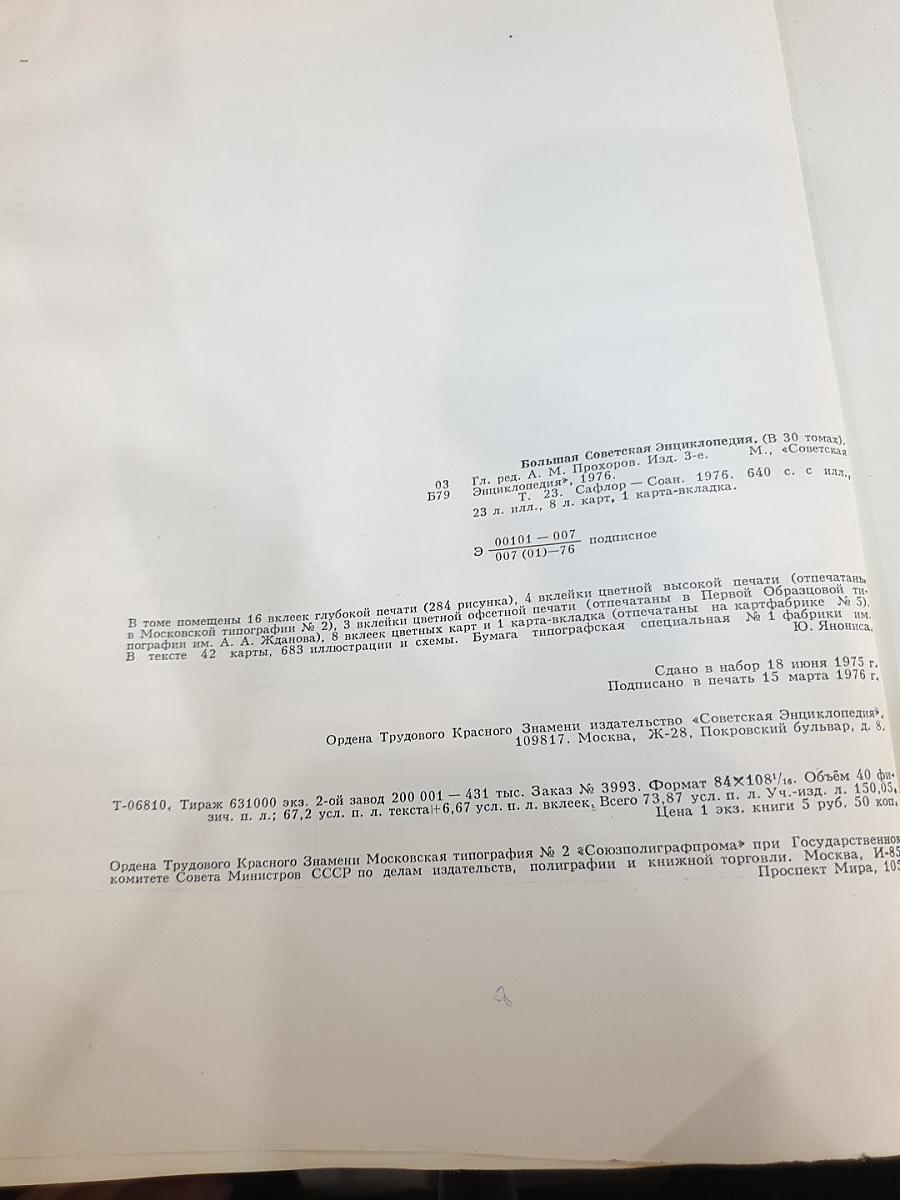 Большая Советская Энциклопедия. (В 30 томах).
03 Гл. ред. А. М. Прохоров. Изд. 3-е. М., «Советская
Б79 Энциклопедия», 1976.
Т. 23. Сафлор — Соан. 1976. 640 с. с илл.,
23 л. илл., 8 л. карт, 1 карта-вкладка.
Э 00101 — 007 / 007 (01)—76 подписное
В томе помещены 16 вклеек глубокой печати (284 рисунка), 4 вклейки цветной высокой печати (отпечатаны
в Московской типографии № 2), 3 вклейки цветной офсетной печати (отпечатаны в Первой Образцовой ти-
пографии им. А. А. Жданова), 8 вклеек цветных карт и 1 карта-вкладка (отпечатаны на картфабрике № 5).
В тексте 42 карты, 683 иллюстрации и схемы. Бумага типографская специальная № 1 фабрики им.
Ю. Янониса.
Сдано в набор 18 июня 1975 г.
Подписано в печать 15 марта 1976 г.
Ордена Трудового Красного Знамени издательство «Советская Энциклопедия».
109817. Москва, Ж-28, Покровский бульвар, д. 8.
Т-06810. Тираж 631000 экз. 2-ой завод 200 001 — 431 тыс. Заказ № 3993. Формат 84×108¹/₁₆. Объём 40 фи-
зич. п. л.; 67,2 усл. п. л. текста+6,67 усл. п. л. вклеек. Всего 73,87 усл. п. л. Уч.-изд. л. 150,05.
Цена 1 экз. книги 5 руб. 50 коп.
Ордена Трудового Красного Знамени Московская типография № 2 «Союзполиграфпрома» при Государственном
комитете Совета Министров СССР по делам издательств, полиграфии и книжной торговли. Москва, И-85
Проспект Мира, 105